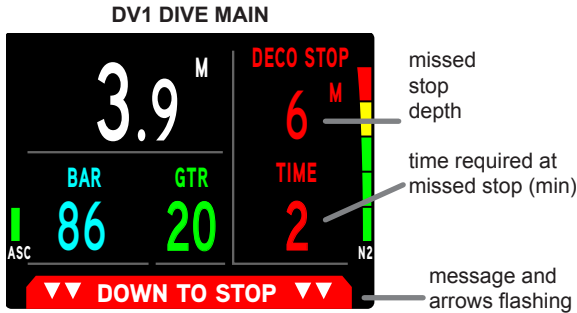 DV1 DIVE MAIN
3.9 M
DECO STOP
6 M
BAR
86
GTR
20
TIME
2
ASC
N2
▼▼ DOWN TO STOP ▼▼
missed
stop
depth
time required at
missed stop (min)
message and
arrows flashing